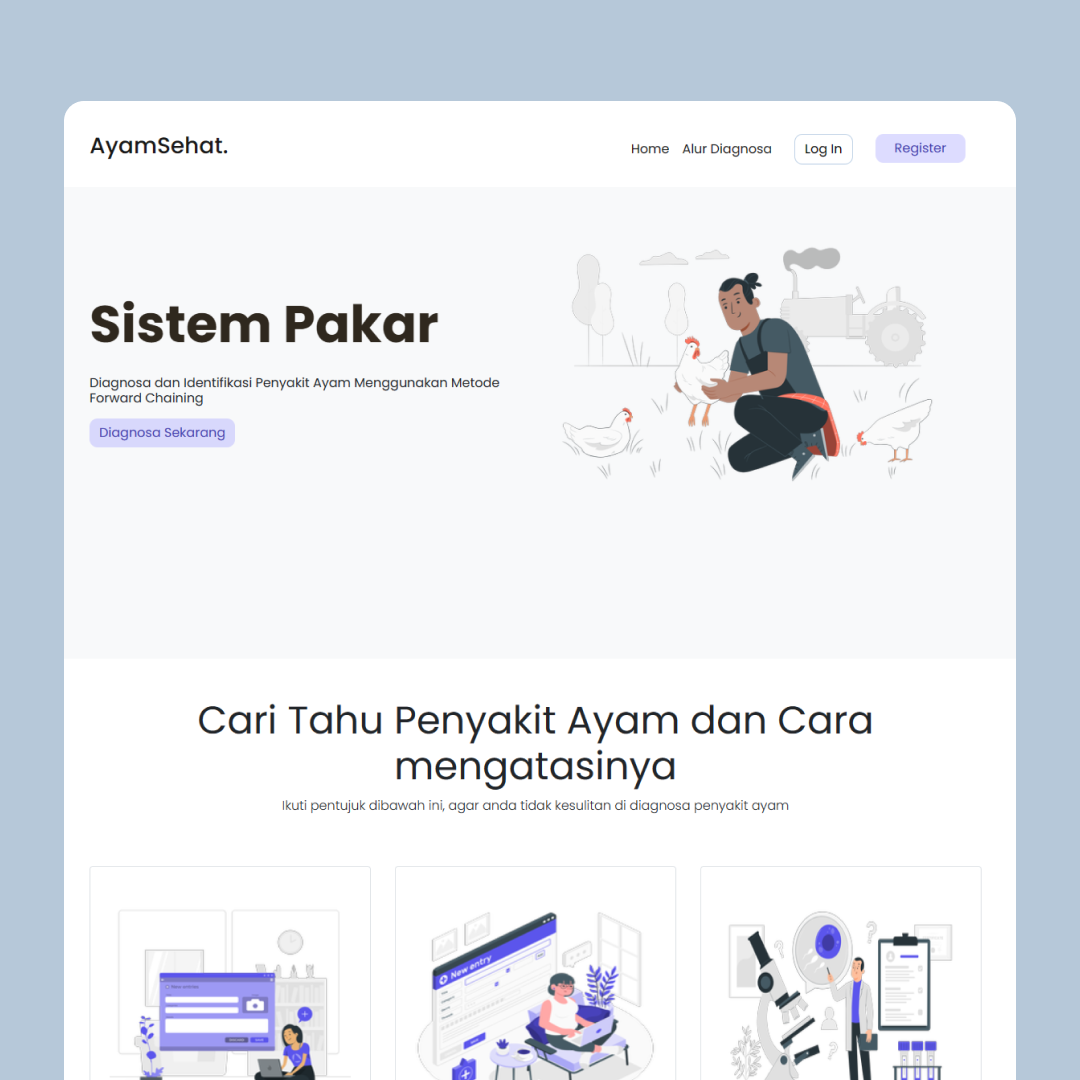 AyamSehat.
Home Alur Diagnosa Log In Register
Sistem Pakar
Diagnosa dan Identifikasi Penyakit Ayam Menggunakan Metode
Forward Chaining
Diagnosa Sekarang
Cari Tahu Penyakit Ayam dan Cara
mengatasinya
Ikuti pentujuk dibawah ini, agar anda tidak kesulitan di diagnosa penyakit ayam
New entry